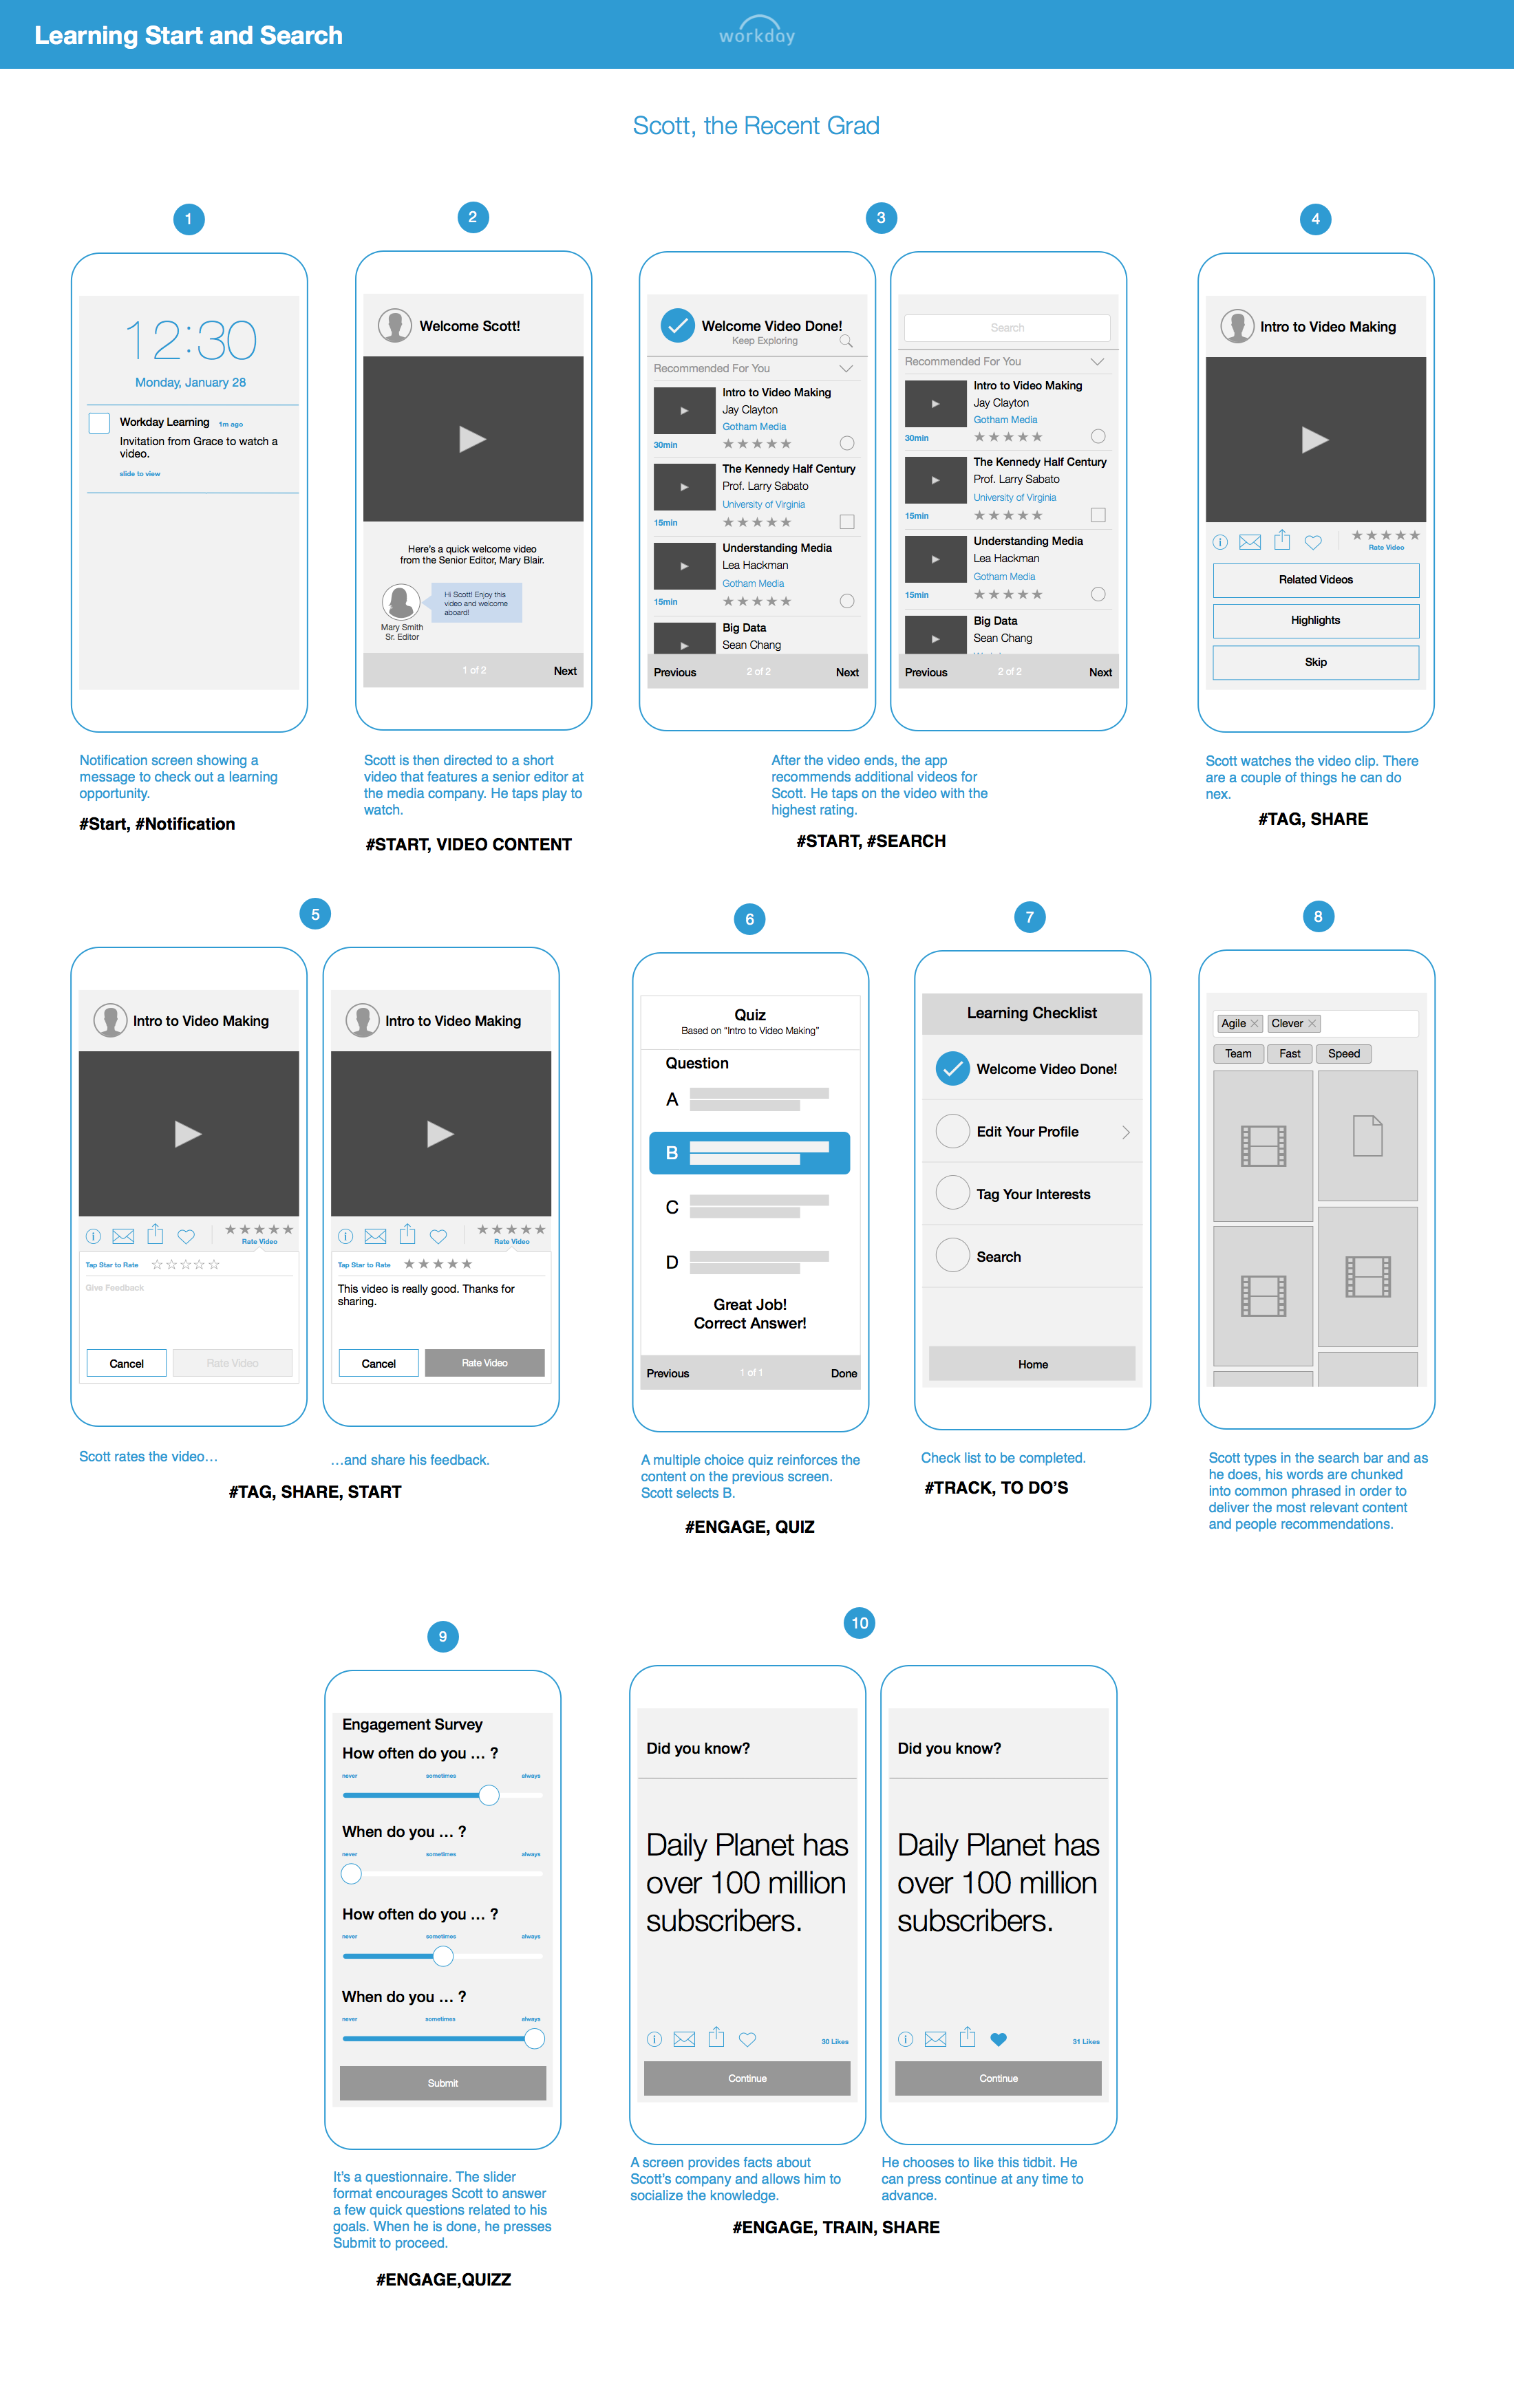 Learning Start and Search
workday
Scott, the Recent Grad
1
12:30
Monday, January 28
Workday Learning 1m ago
Invitation from Grace to watch a
video.
slide to view
Notification screen showing a
message to check out a learning
opportunity.
#Start, #Notification
2
Welcome Scott!
Here's a quick welcome video
from the Senior Editor, Mary Blair.
Hi Scott! Enjoy this
video and welcome
aboard!
Mary Smith
Sr. Editor
1 of 2 Next
Scott is then directed to a short
video that features a senior editor at
the media company. He taps play to
watch.
#START, VIDEO CONTENT
3
Welcome Video Done!
Keep Exploring
Recommended For You
Intro to Video Making
Jay Clayton
Gotham Media
30min
The Kennedy Half Century
Prof. Larry Sabato
University of Virginia
15min
Understanding Media
Lea Hackman
Gotham Media
15min
Big Data
Sean Chang
Previous 2 of 2 Next
Search
Recommended For You
Intro to Video Making
Jay Clayton
Gotham Media
30min
The Kennedy Half Century
Prof. Larry Sabato
University of Virginia
15min
Understanding Media
Lea Hackman
Gotham Media
15min
Big Data
Sean Chang
Previous 2 of 2 Next
After the video ends, the app
recommends additional videos for
Scott. He taps on the video with the
highest rating.
#START, #SEARCH
4
Intro to Video Making
Rate Video
Related Videos
Highlights
Skip
Scott watches the video clip. There
are a couple of things he can do
nex.
#TAG, SHARE
5
Intro to Video Making
Rate Video
Tap Star to Rate
Give Feedback
Cancel Rate Video
Scott rates the video…
Intro to Video Making
Rate Video
Tap Star to Rate
This video is really good. Thanks for
sharing.
Cancel Rate Video
…and share his feedback.
#TAG, SHARE, START
6
Quiz
Based on "Intro to Video Making"
Question
A
B
C
D
Great Job!
Correct Answer!
Previous 1 of 1 Done
A multiple choice quiz reinforces the
content on the previous screen.
Scott selects B.
#ENGAGE, QUIZ
7
Learning Checklist
Welcome Video Done!
Edit Your Profile
Tag Your Interests
Search
Home
Check list to be completed.
#TRACK, TO DO'S
8
Agile Clever
Team Fast Speed
Scott types in the search bar and as
he does, his words are chunked
into common phrased in order to
deliver the most relevant content
and people recommendations.
9
Engagement Survey
How often do you … ?
never sometimes always
When do you … ?
never sometimes always
How often do you … ?
never sometimes always
When do you … ?
never sometimes always
Submit
It's a questionnaire. The slider
format encourages Scott to answer
a few quick questions related to his
goals. When he is done, he presses
Submit to proceed.
#ENGAGE,QUIZZ
10
Did you know?
Daily Planet has
over 100 million
subscribers.
30 Likes
Continue
A screen provides facts about
Scott's company and allows him to
socialize the knowledge.
Did you know?
Daily Planet has
over 100 million
subscribers.
31 Likes
Continue
He chooses to like this tidbit. He
can press continue at any time to
advance.
#ENGAGE, TRAIN, SHARE